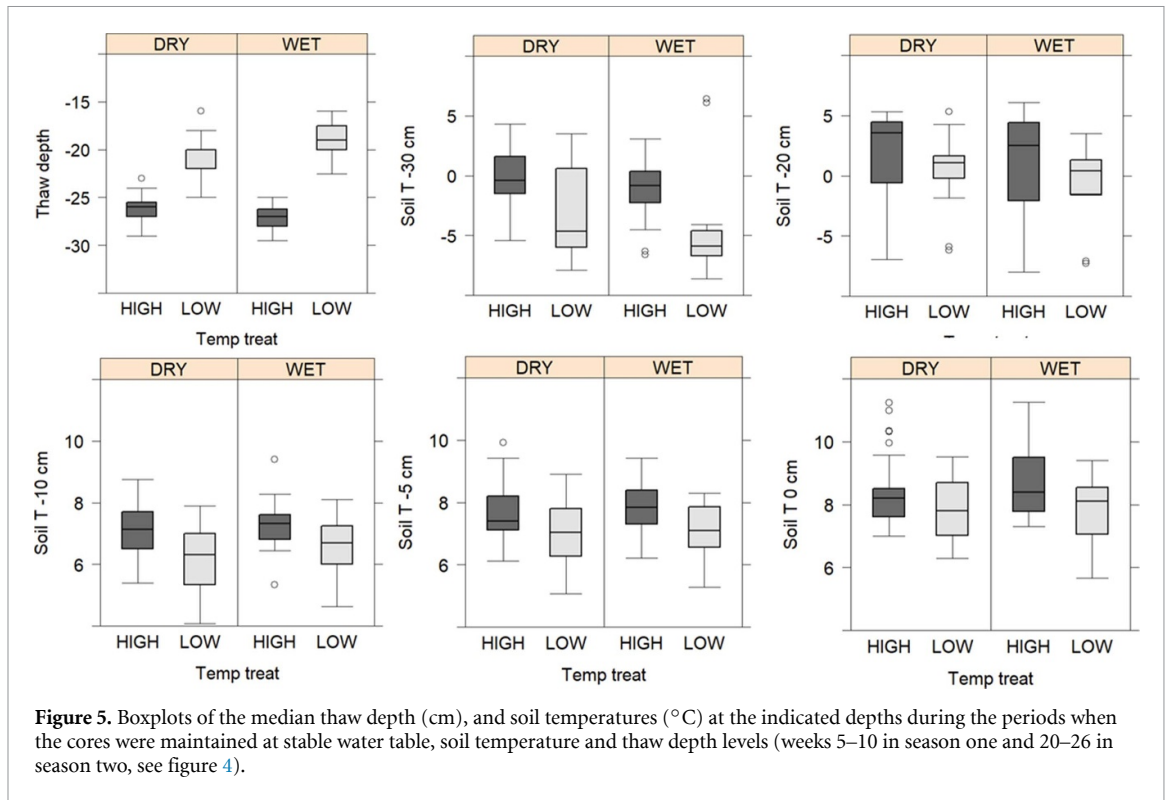 DRY WET
Thaw depth
-15
-20
-25
-30
HIGH LOW HIGH LOW
Temp treat
DRY WET
Soil T -30 cm
5
0
-5
HIGH LOW HIGH LOW
DRY WET
Soil T -20 cm
5
0
-5
HIGH LOW HIGH LOW
DRY WET
Soil T -10 cm
10
8
6
HIGH LOW HIGH LOW
Temp treat
DRY WET
Soil T -5 cm
10
8
6
HIGH LOW HIGH LOW
Temp treat
DRY WET
Soil T 0 cm
10
8
6
HIGH LOW HIGH LOW
Temp treat
Figure 5. Boxplots of the median thaw depth (cm), and soil temperatures (°C) at the indicated depths during the periods when
the cores were maintained at stable water table, soil temperature and thaw depth levels (weeks 5–10 in season one and 20–26 in
season two, see figure 4).